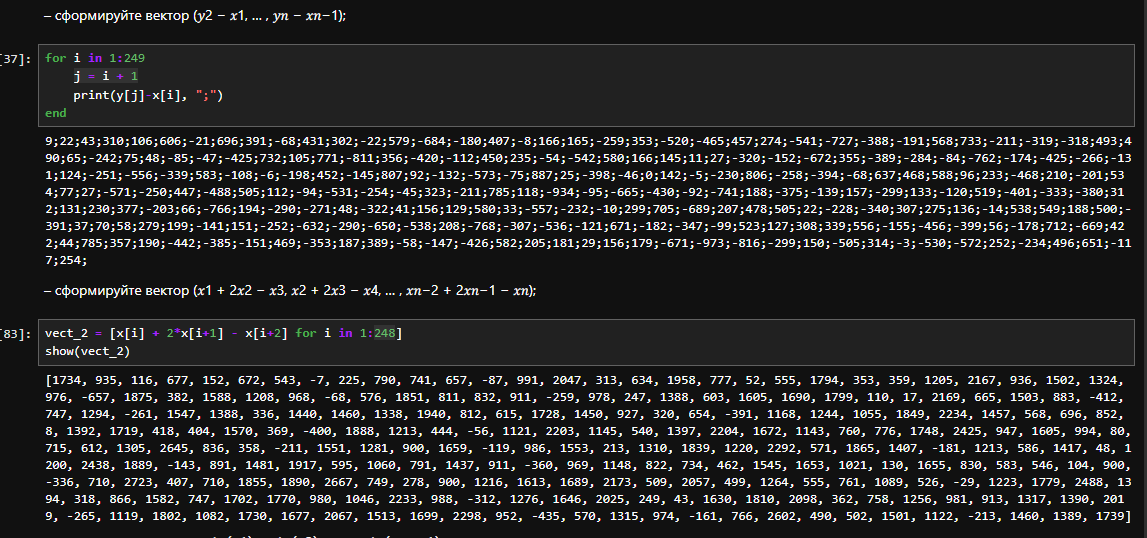 – сформируйте вектор (y2 − x1, … , yn − xn−1);
[37]: for i in 1:249
j = i + 1
print(y[j]-x[i], ";")
end
9;22;43;310;106;606;-21;696;391;-68;431;302;-22;579;-684;-180;407;-8;166;165;-259;353;-520;-465;457;274;-541;-727;-388;-191;568;733;-211;-319;-318;493;4
90;65;-242;75;48;-85;-47;-425;732;105;771;-811;356;-420;-112;450;235;-54;-542;580;166;145;11;27;-320;-152;-672;355;-389;-284;-84;-762;-174;-425;-266;-13
1;124;-251;-556;-339;583;-108;-6;-198;452;-145;807;92;-132;-573;-75;887;25;-398;-46;0;142;-5;-230;806;-258;-394;-68;637;468;588;96;233;-468;210;-201;53
4;77;27;-571;-250;447;-488;505;112;-94;-531;-254;-45;323;-211;785;118;-934;-95;-665;-430;-92;-741;188;-375;-139;157;-299;133;-120;519;-401;-333;-380;31
2;131;230;377;-203;66;-766;194;-290;-271;48;-322;41;156;129;580;33;-557;-232;-10;299;705;-689;207;478;505;22;-228;-340;307;275;136;-14;538;549;188;500;-
391;37;70;58;279;199;-141;151;-252;-632;-290;-650;-538;208;-768;-307;-536;-121;671;-182;-347;-99;523;127;308;339;556;-155;-456;-399;56;-178;712;-669;42
2;44;785;357;190;-442;-385;-151;469;-353;187;389;-58;-147;-426;582;205;181;29;156;179;-671;-973;-816;-299;150;-505;314;-3;-530;-572;252;-234;496;651;-11
7;254;
– сформируйте вектор (x1 + 2x2 − x3, x2 + 2x3 − x4, … , xn−2 + 2xn−1 − xn);
[83]: vect_2 = [x[i] + 2*x[i+1] - x[i+2] for i in 1:248]
show(vect_2)
[1734, 935, 116, 677, 152, 672, 543, -7, 225, 790, 741, 657, -87, 991, 2047, 313, 634, 1958, 777, 52, 555, 1794, 353, 359, 1205, 2167, 936, 1502, 1324,
976, -657, 1875, 382, 1588, 1208, 968, -68, 576, 1851, 811, 832, 911, -259, 978, 247, 1388, 603, 1605, 1690, 1799, 110, 17, 2169, 665, 1503, 883, -412,
747, 1294, -261, 1547, 1388, 336, 1440, 1460, 1338, 1940, 812, 615, 1728, 1450, 927, 320, 654, -391, 1168, 1244, 1055, 1849, 2234, 1457, 568, 696, 852,
8, 1392, 1719, 418, 404, 1570, 369, -400, 1888, 1213, 444, -56, 1121, 2203, 1145, 540, 1397, 2204, 1672, 1143, 760, 776, 1748, 2425, 947, 1605, 994, 80,
715, 612, 1305, 2645, 836, 358, -211, 1551, 1281, 900, 1659, -119, 986, 1553, 213, 1310, 1839, 1220, 2292, 571, 1865, 1407, -181, 1213, 586, 1417, 48, 1
200, 2438, 1889, -143, 891, 1481, 1917, 595, 1060, 791, 1437, 911, -360, 969, 1148, 822, 734, 462, 1545, 1653, 1021, 130, 1655, 830, 583, 546, 104, 900,
-336, 710, 2723, 407, 710, 1855, 1890, 2667, 749, 278, 900, 1216, 1613, 1689, 2173, 509, 2057, 499, 1264, 555, 761, 1089, 526, -29, 1223, 1779, 2488, 13
94, 318, 866, 1582, 747, 1702, 1770, 980, 1046, 2233, 988, -312, 1276, 1646, 2025, 249, 43, 1630, 1810, 2098, 362, 758, 1256, 981, 913, 1317, 1390, 201
9, -265, 1119, 1802, 1082, 1730, 1677, 2067, 1513, 1699, 2298, 952, -435, 570, 1315, 974, -161, 766, 2602, 490, 502, 1501, 1122, -213, 1460, 1389, 1739]